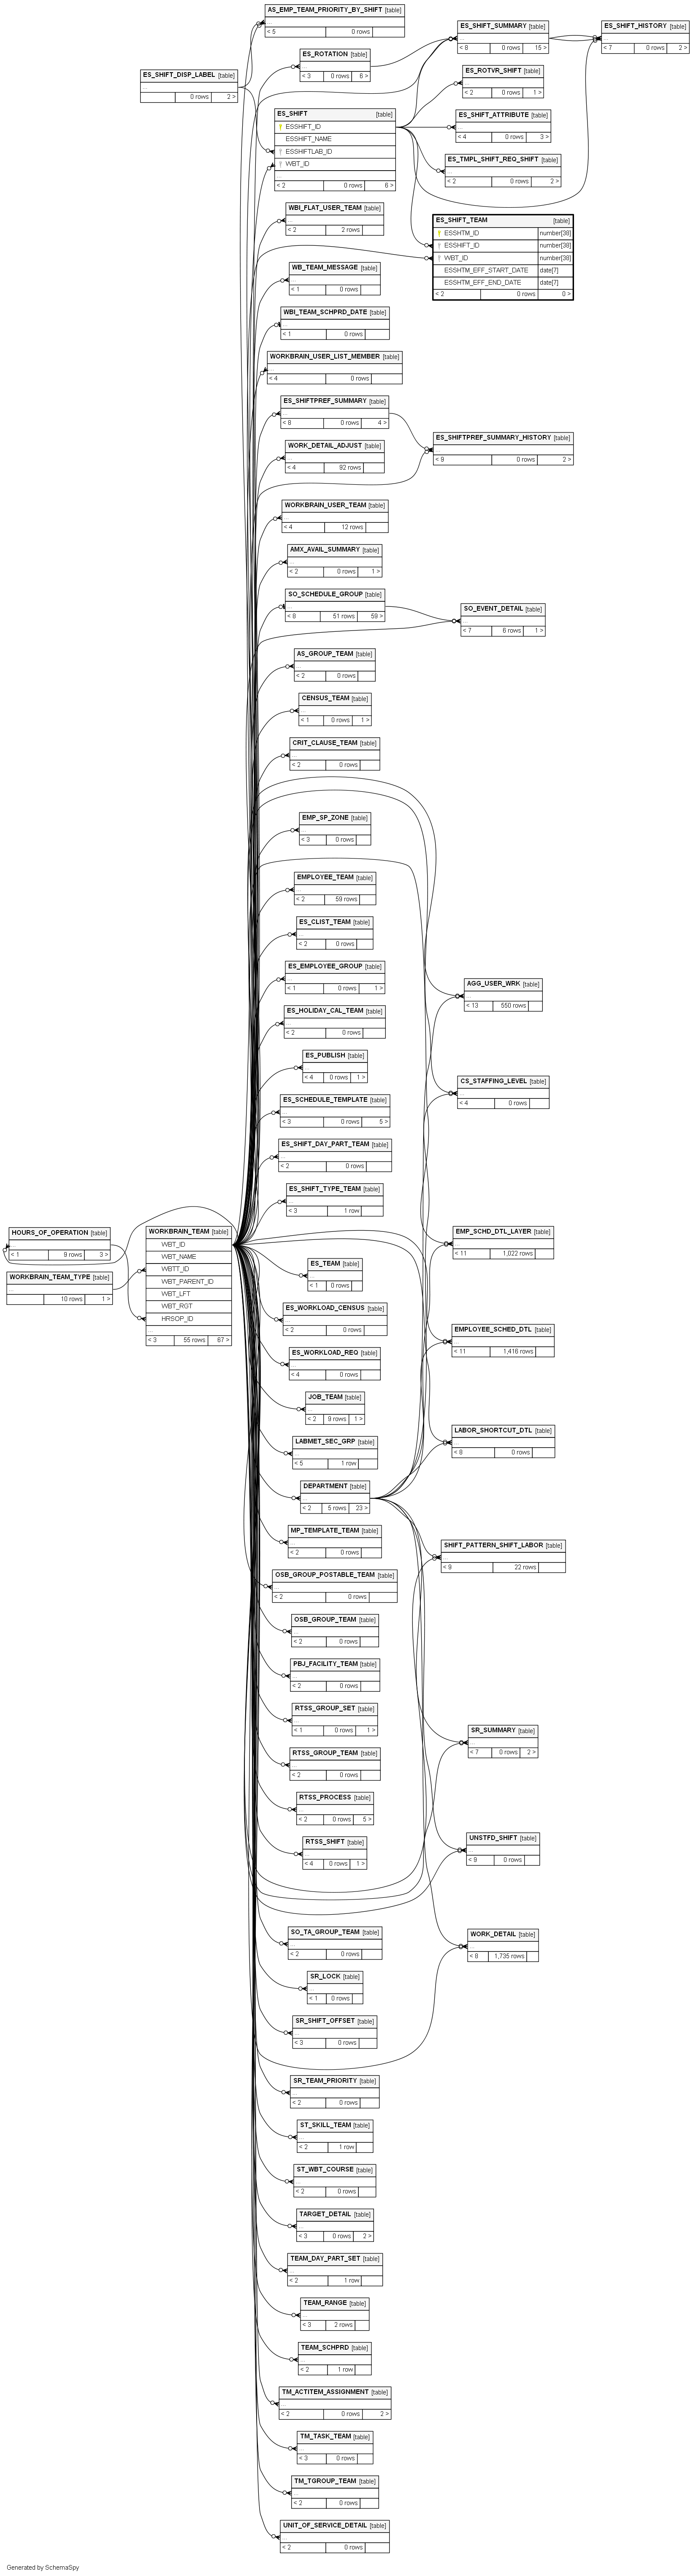 AS_EMP_TEAM_PRIORITY_BY_SHIFT [table]
...
< 5 0 rows
ES_SHIFT_SUMMARY [table]
...
< 8 0 rows 15 >
ES_SHIFT_HISTORY [table]
...
< 7 0 rows 2 >
ES_ROTATION [table]
...
< 3 0 rows 6 >
ES_SHIFT_DISP_LABEL [table]
...
0 rows 2 >
ES_ROTVR_SHIFT [table]
...
< 2 0 rows 1 >
ES_SHIFT [table]
ESSHIFT_ID
ESSHIFT_NAME
ESSHIFTLAB_ID
WBT_ID
...
< 2 0 rows 6 >
ES_SHIFT_ATTRIBUTE [table]
...
< 4 0 rows 3 >
ES_TMPL_SHIFT_REQ_SHIFT [table]
...
< 2 0 rows 2 >
WBI_FLAT_USER_TEAM [table]
...
< 2 2 rows
ES_SHIFT_TEAM [table]
ESSHTM_ID number[38]
ESSHIFT_ID number[38]
WBT_ID number[38]
ESSHTM_EFF_START_DATE date[7]
ESSHTM_EFF_END_DATE date[7]
< 2 0 rows 0 >
WB_TEAM_MESSAGE [table]
...
< 1 0 rows
WBI_TEAM_SCHPRD_DATE [table]
...
< 1 0 rows
WORKBRAIN_USER_LIST_MEMBER [table]
...
< 4 0 rows
ES_SHIFTPREF_SUMMARY [table]
...
< 8 0 rows 4 >
ES_SHIFTPREF_SUMMARY_HISTORY [table]
...
< 9 0 rows 2 >
WORK_DETAIL_ADJUST [table]
...
< 4 92 rows
WORKBRAIN_USER_TEAM [table]
...
< 4 12 rows
AMX_AVAIL_SUMMARY [table]
...
< 2 0 rows 1 >
SO_SCHEDULE_GROUP [table]
...
< 8 51 rows 59 >
SO_EVENT_DETAIL [table]
...
< 7 6 rows 1 >
AS_GROUP_TEAM [table]
...
< 2 0 rows
CENSUS_TEAM [table]
...
< 1 0 rows 1 >
CRIT_CLAUSE_TEAM [table]
...
< 2 0 rows
EMP_SP_ZONE [table]
...
< 3 0 rows
EMPLOYEE_TEAM [table]
...
< 2 59 rows
ES_CLIST_TEAM [table]
...
< 2 0 rows
ES_EMPLOYEE_GROUP [table]
...
< 1 0 rows 1 >
AGG_USER_WRK [table]
...
< 13 550 rows
ES_HOLIDAY_CAL_TEAM [table]
...
< 2 0 rows
ES_PUBLISH [table]
...
< 4 0 rows 1 >
CS_STAFFING_LEVEL [table]
...
< 4 0 rows
ES_SCHEDULE_TEMPLATE [table]
...
< 3 0 rows 5 >
ES_SHIFT_DAY_PART_TEAM [table]
...
< 2 0 rows
ES_SHIFT_TYPE_TEAM [table]
...
< 3 1 row
HOURS_OF_OPERATION [table]
...
< 1 9 rows 3 >
WORKBRAIN_TEAM_TYPE [table]
...
10 rows 1 >
WORKBRAIN_TEAM [table]
WBT_ID
WBT_NAME
WBTT_ID
WBT_PARENT_ID
WBT_LFT
WBT_RGT
HRSOP_ID
...
< 3 55 rows 67 >
EMP_SCHD_DTL_LAYER [table]
...
< 11 1,022 rows
ES_TEAM [table]
...
< 1 0 rows
ES_WORKLOAD_CENSUS [table]
...
< 2 0 rows
EMPLOYEE_SCHED_DTL [table]
...
< 11 1,416 rows
ES_WORKLOAD_REQ [table]
...
< 4 0 rows
JOB_TEAM [table]
...
< 2 9 rows 1 >
LABOR_SHORTCUT_DTL [table]
...
< 8 0 rows
LABMET_SEC_GRP [table]
...
< 5 1 row
DEPARTMENT [table]
...
< 2 5 rows 23 >
MP_TEMPLATE_TEAM [table]
...
< 2 0 rows
SHIFT_PATTERN_SHIFT_LABOR [table]
...
< 9 22 rows
OSB_GROUP_POSTABLE_TEAM [table]
...
< 2 0 rows
OSB_GROUP_TEAM [table]
...
< 2 0 rows
PBJ_FACILITY_TEAM [table]
...
< 2 0 rows
RTSS_GROUP_SET [table]
...
< 1 0 rows 1 >
SR_SUMMARY [table]
...
< 7 0 rows 2 >
RTSS_GROUP_TEAM [table]
...
< 2 0 rows
RTSS_PROCESS [table]
...
< 2 0 rows 5 >
RTSS_SHIFT [table]
...
< 4 0 rows 1 >
UNSTFD_SHIFT [table]
...
< 9 0 rows
SO_TA_GROUP_TEAM [table]
...
< 2 0 rows
WORK_DETAIL [table]
...
< 8 1,735 rows
SR_LOCK [table]
...
< 1 0 rows
SR_SHIFT_OFFSET [table]
...
< 3 0 rows
SR_TEAM_PRIORITY [table]
...
< 2 0 rows
ST_SKILL_TEAM [table]
...
< 2 1 row
ST_WBT_COURSE [table]
...
< 2 0 rows
TARGET_DETAIL [table]
...
< 3 0 rows 2 >
TEAM_DAY_PART_SET [table]
...
< 2 1 row
TEAM_RANGE [table]
...
< 3 2 rows
TEAM_SCHPRD [table]
...
< 2 1 row
TM_ACTITEM_ASSIGNMENT [table]
...
< 2 0 rows 2 >
TM_TASK_TEAM [table]
...
< 3 0 rows
TM_TGROUP_TEAM [table]
...
< 2 0 rows
UNIT_OF_SERVICE_DETAIL [table]
...
< 2 0 rows
Generated by SchemaSpy